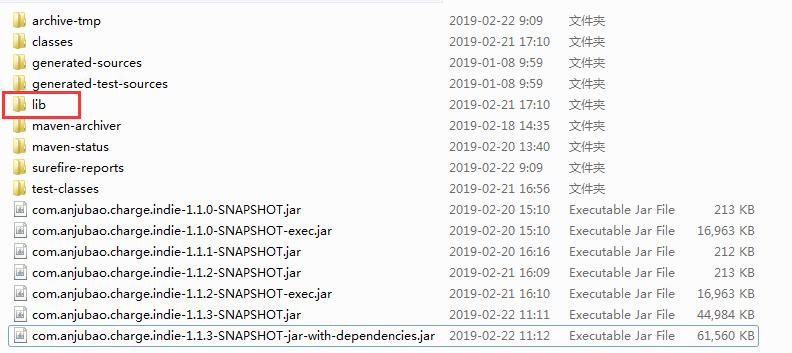 archive-tmp 2019-02-22 9:09 文件夹
classes 2019-02-21 17:10 文件夹
generated-sources 2019-01-08 9:59 文件夹
generated-test-sources 2019-01-08 9:59 文件夹
lib 2019-02-21 17:10 文件夹
maven-archiver 2019-02-18 14:35 文件夹
maven-status 2019-02-20 13:40 文件夹
surefire-reports 2019-02-22 9:09 文件夹
test-classes 2019-02-21 16:56 文件夹
com.anjubao.charge.indie-1.1.0-SNAPSHOT.jar 2019-02-20 15:10 Executable Jar File 213 KB
com.anjubao.charge.indie-1.1.0-SNAPSHOT-exec.jar 2019-02-20 15:10 Executable Jar File 16,963 KB
com.anjubao.charge.indie-1.1.1-SNAPSHOT.jar 2019-02-20 16:16 Executable Jar File 212 KB
com.anjubao.charge.indie-1.1.2-SNAPSHOT.jar 2019-02-21 16:09 Executable Jar File 213 KB
com.anjubao.charge.indie-1.1.2-SNAPSHOT-exec.jar 2019-02-21 16:10 Executable Jar File 16,963 KB
com.anjubao.charge.indie-1.1.3-SNAPSHOT.jar 2019-02-22 11:11 Executable Jar File 44,984 KB
com.anjubao.charge.indie-1.1.3-SNAPSHOT-jar-with-dependencies.jar 2019-02-22 11:12 Executable Jar File 61,560 KB